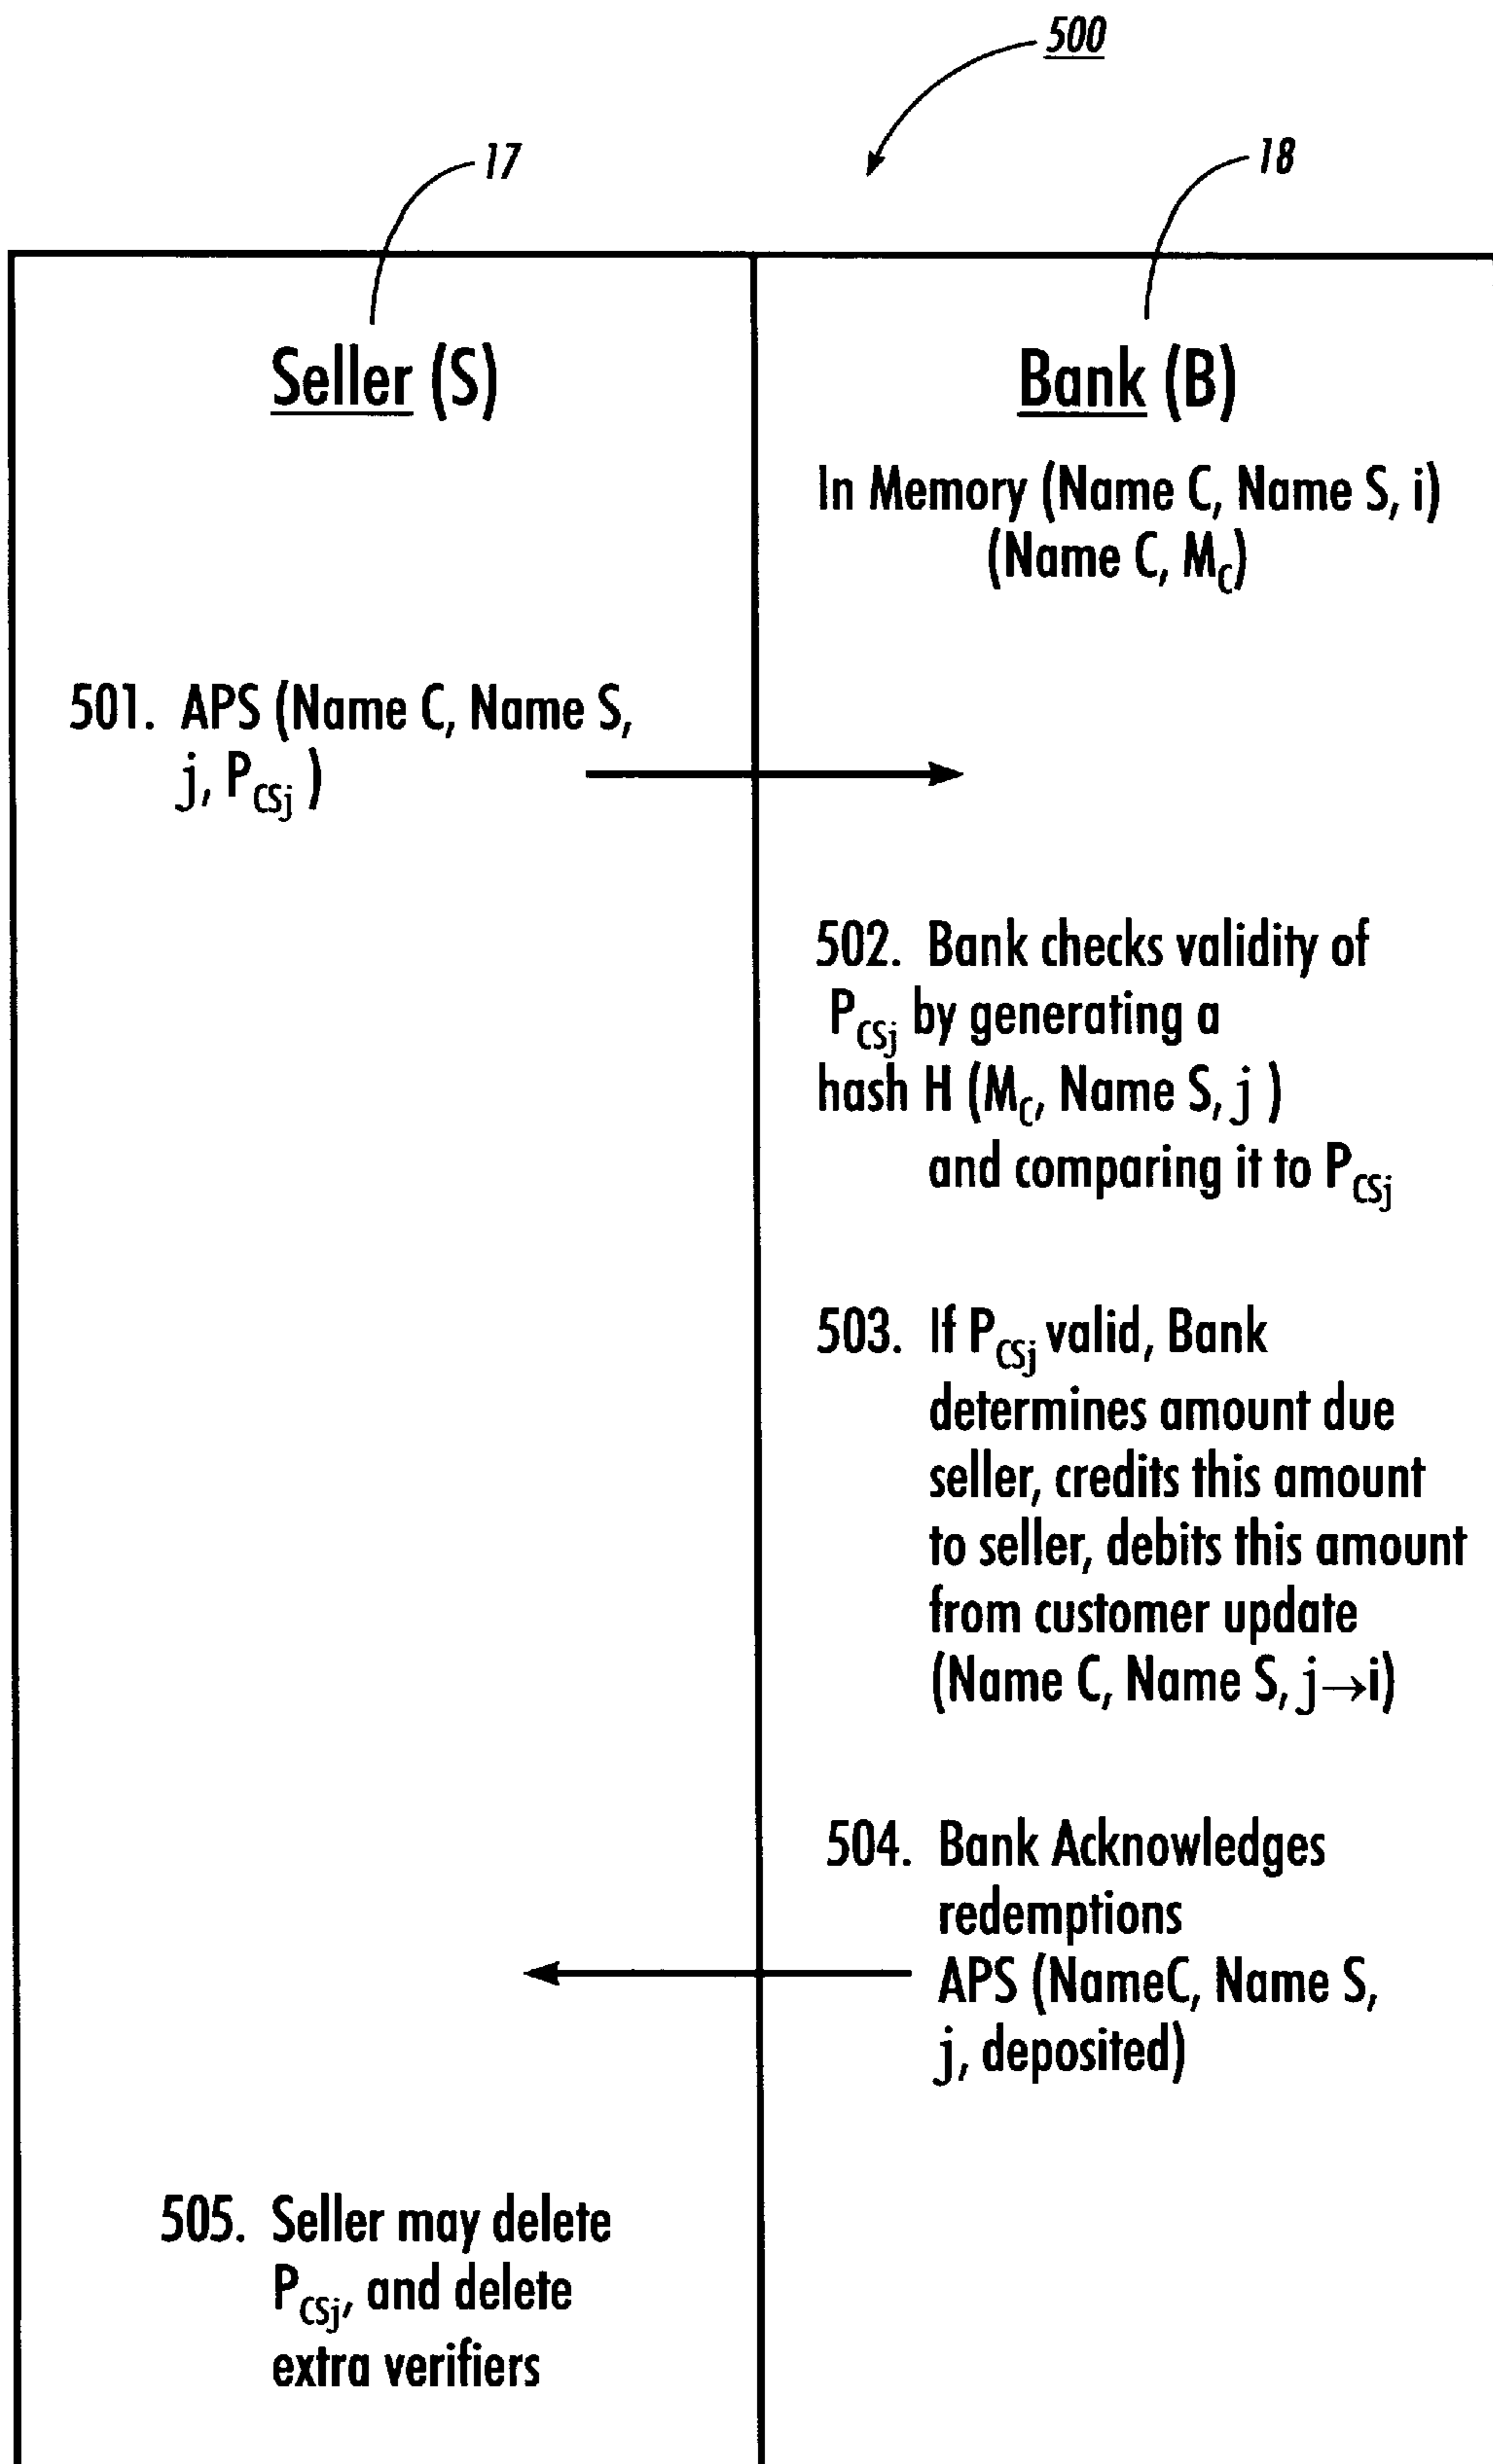 500
17
18
Seller (S)
Bank (B)
In Memory (Name C, Name S, i)
(Name C, M_C)
501. APS (Name C, Name S,
j, P_CSj )
502. Bank checks validity of
P_CSj by generating a
hash H (M_C, Name S, j )
and comparing it to P_CSj
503. If P_CSj valid, Bank
determines amount due
seller, credits this amount
to seller, debits this amount
from customer update
(Name C, Name S, j→i)
504. Bank Acknowledges
redemptions
APS (NameC, Name S,
j, deposited)
505. Seller may delete
P_CSj, and delete
extra verifiers